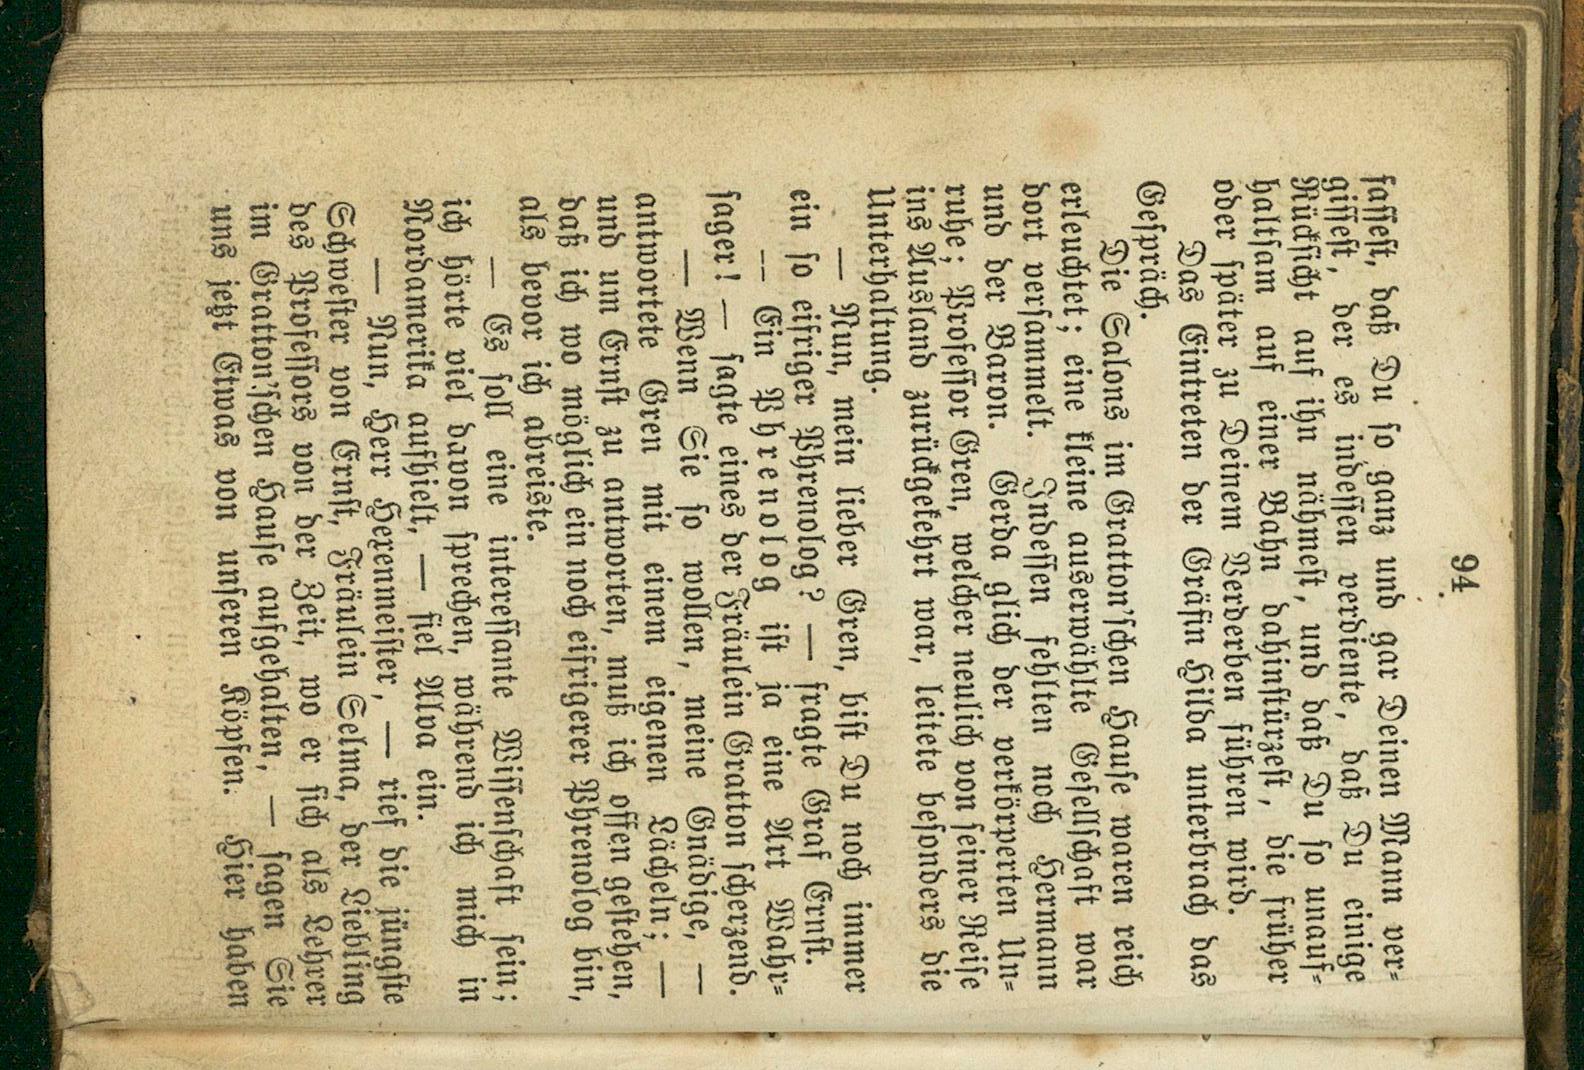 94
fasſest, daß Du so ganz und gar Deinen Mann ver-
gissest, der es indessen verdiente, daß Du einige
Rücksicht auf ihn nähmest, und daß Du so unauf-
haltsam auf einer Bahn dahinstürzest, die früher
oder später zu Deinem Verderben führen wird.
Das Eintreten der Gräfin Hilda unterbrach das
Gespräch.
Die Salons im Gratton'schen Hause waren reich
erleuchtet; eine kleine auserwählte Gesellschaft war
dort versammelt. Indessen fehlten noch Hermann
und der Baron. Gerda glich der verkörperten Un-
ruhe; Professor Gren, welcher neulich von seiner Reise
ins Ausland zurückgekehrt war, leitete besonders die
Unterhaltung.
— Nun, mein lieber Gren, bist Du noch immer
ein so eifriger Phrenolog? — fragte Graf Ernst.
— Ein Phrenolog ist ja eine Art Wahr-
sager! — sagte eines der Fräulein Gratton scherzend.
— Wenn Sie so wollen, meine Gnädige, —
antwortete Gren mit einem eigenen Lächeln; —
und um Ernst zu antworten, muß ich offen gestehen,
daß ich wo möglich ein noch eifrigerer Phrenolog bin,
als bevor ich abreiste.
— Es soll eine interessante Wissenschaft sein;
ich hörte viel davon sprechen, während ich mich in
Nordamerika aufhielt, — fiel Alva ein.
— Nun, Herr Hexenmeister, — rief die jüngste
Schwester von Ernst, Fräulein Selma, der Liebling
des Professors von der Zeit, wo er sich als Lehrer
im Gratton'schen Hause aufgehalten, — sagen Sie
uns jetzt Etwas von unseren Köpfen. Hier haben